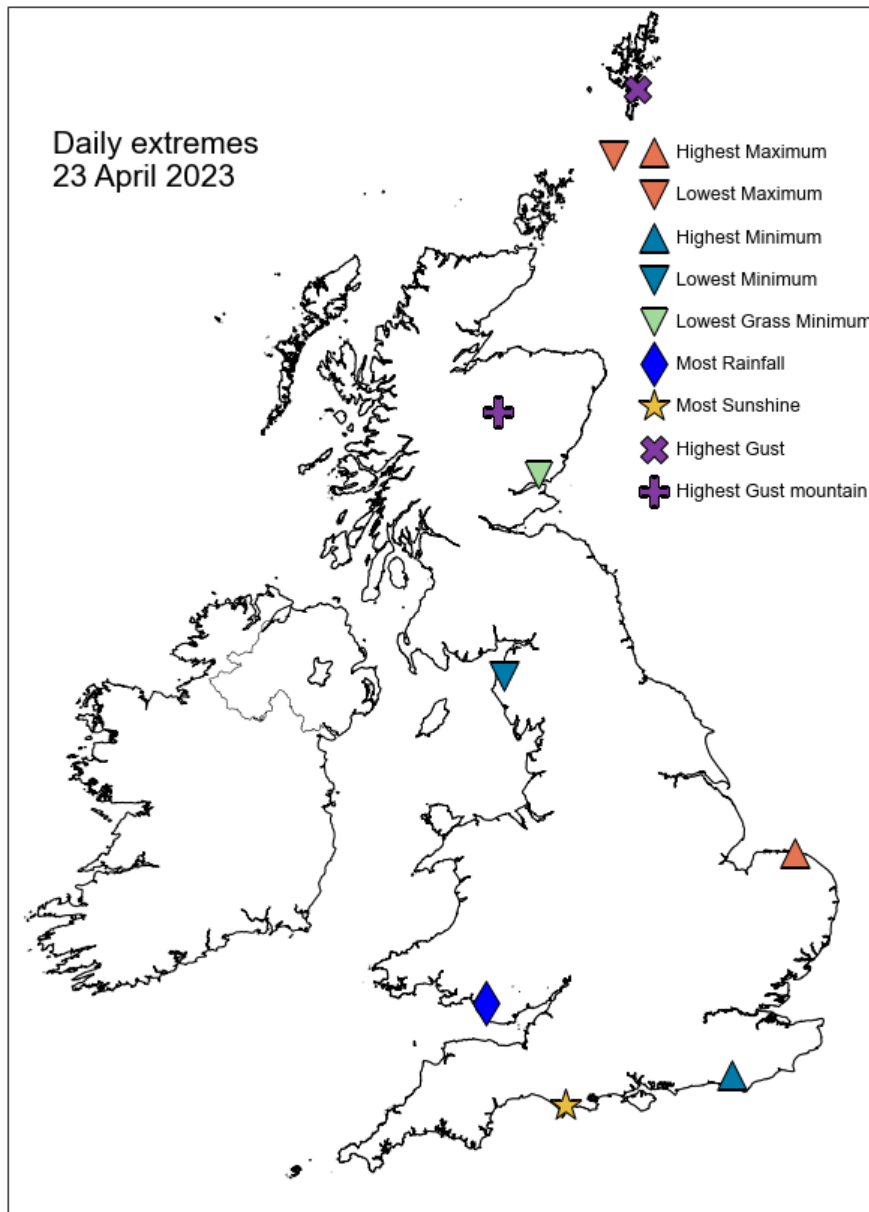 Daily extremes
23 April 2023
Highest Maximum
Lowest Maximum
Highest Minimum
Lowest Minimum
Lowest Grass Minimum
Most Rainfall
Most Sunshine
Highest Gust
Highest Gust mountain